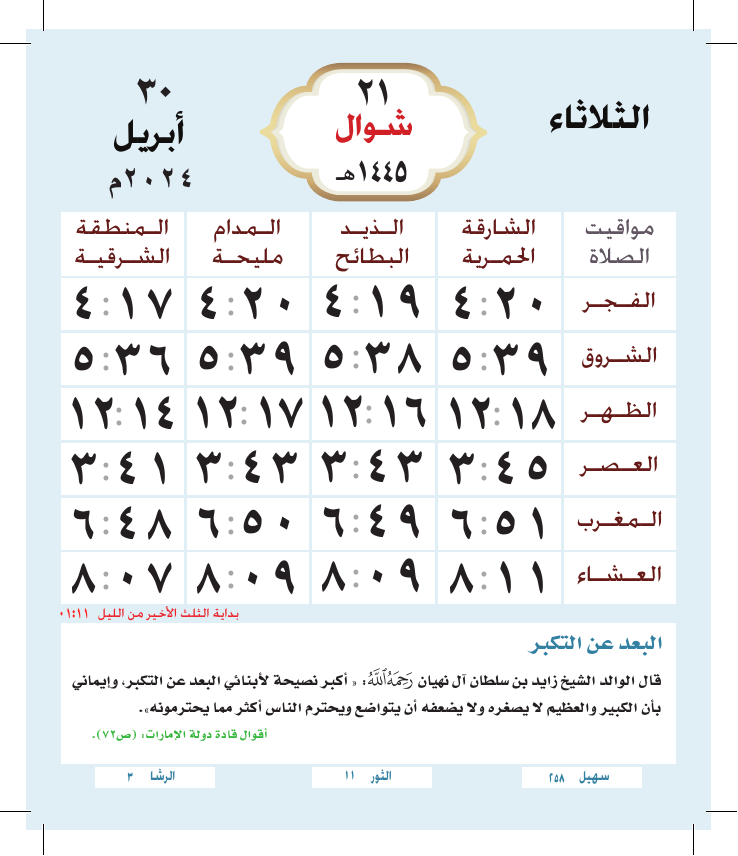 الثلاثاء
٢١
شوال
١٤٤٥هـ
٣٠
أبريل
٢٠٢٤م
مواقيت الصلاة | الشارقة الحمرية | الذيد البطائح | المدام مليحة | المنطقة الشرقية
الفجر ٤:٢٠ ٤:١٩ ٤:٢٠ ٤:١٧
الشروق ٥:٣٩ ٥:٣٨ ٥:٣٩ ٥:٣٦
الظهر ١٢:١٨ ١٢:١٦ ١٢:١٧ ١٢:١٤
العصر ٣:٤٥ ٣:٤٣ ٣:٤٣ ٣:٤١
المغرب ٦:٥١ ٦:٤٩ ٦:٥٠ ٦:٤٨
العشاء ٨:١١ ٨:٠٩ ٨:٠٩ ٨:٠٧
بداية الثلث الأخير من الليل ٠١:١١
البعد عن التكبر
قال الوالد الشيخ زايد بن سلطان آل نهيان رَحِمَهُ ٱللَّهُ: « أكبر نصيحة لأبنائي البعد عن التكبر، وإيماني
بأن الكبير والعظيم لا يصغره ولا يضعفه أن يتواضع ويحترم الناس أكثر مما يحترمونه».
أقوال قادة دولة الإمارات: (ص٧٢).
سهيل ٢٥٨
الثور ١١
الرشا ٣